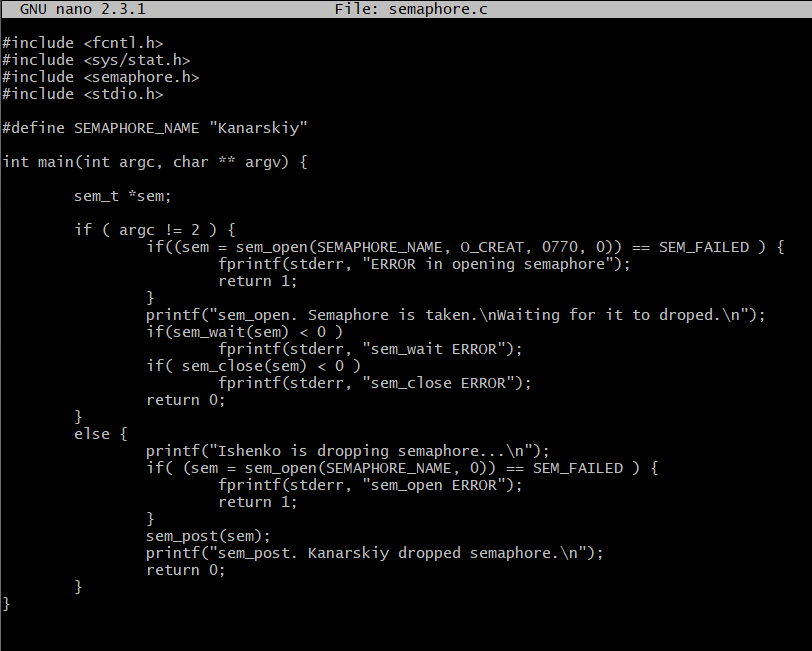 GNU nano 2.3.1 File: semaphore.c
#include <fcntl.h>
#include <sys/stat.h>
#include <semaphore.h>
#include <stdio.h>
#define SEMAPHORE_NAME "Kanarskiy"
int main(int argc, char ** argv) {
sem_t *sem;
if ( argc != 2 ) {
if((sem = sem_open(SEMAPHORE_NAME, O_CREAT, 0770, 0)) == SEM_FAILED ) {
fprintf(stderr, "ERROR in opening semaphore");
return 1;
}
printf("sem_open. Semaphore is taken.\nWaiting for it to droped.\n");
if(sem_wait(sem) < 0 )
fprintf(stderr, "sem_wait ERROR");
if( sem_close(sem) < 0 )
fprintf(stderr, "sem_close ERROR");
return 0;
}
else {
printf("Ishenko is dropping semaphore...\n");
if( (sem = sem_open(SEMAPHORE_NAME, 0)) == SEM_FAILED ) {
fprintf(stderr, "sem_open ERROR");
return 1;
}
sem_post(sem);
printf("sem_post. Kanarskiy dropped semaphore.\n");
return 0;
}
}